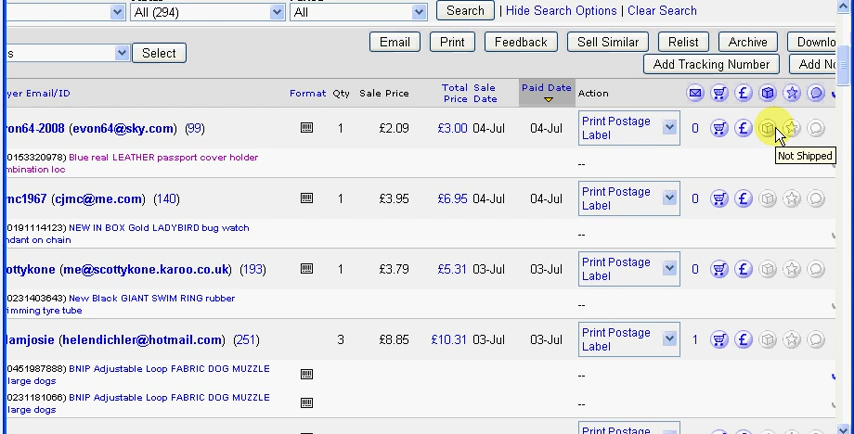 All (294) All Search | Hide Search Options | Clear Search
s Select Email Print Feedback Sell Similar Relist Archive Downlo
Add Tracking Number Add No
yer Email/ID Format Qty Sale Price Total Price Sale Date Paid Date Action
von64-2008 (evon64@sky.com) (99) 1 £2.09 £3.00 04-Jul 04-Jul Print Postage Label 0
Not Shipped
0153320978) Blue real LEATHER passport cover holder --
mbination loc
mc1967 (cjmc@me.com) (140) 1 £3.95 £6.95 04-Jul 04-Jul Print Postage Label 0
0191114123) NEW IN BOX Gold LADYBIRD bug watch --
ndant on chain
ottykone (me@scottykone.karoo.co.uk) (193) 1 £3.79 £5.31 03-Jul 03-Jul Print Postage Label 0
0231403643) New Black GIANT SWIM RING rubber --
imming tyre tube
lamjosie (helendichler@hotmail.com) (251) 3 £8.85 £10.31 03-Jul 03-Jul Print Postage Label 1
0451987888) BNIP Adjustable Loop FABRIC DOG MUZZLE --
large dogs
0231181066) BNIP Adjustable Loop FABRIC DOG MUZZLE --
large dogs
Print Postage